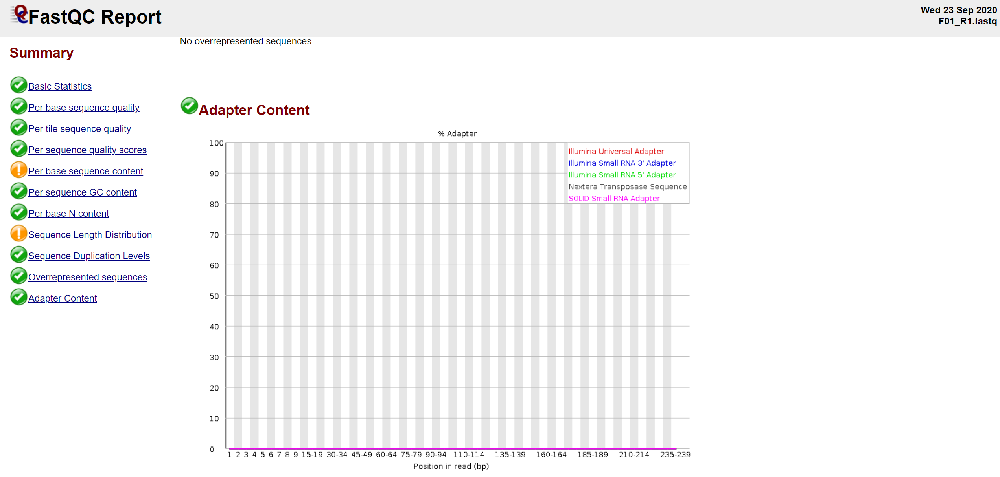 FastQC Report
Wed 23 Sep 2020
F01_R1.fastq
Summary
Basic Statistics
Per base sequence quality
Per tile sequence quality
Per sequence quality scores
Per base sequence content
Per sequence GC content
Per base N content
Sequence Length Distribution
Sequence Duplication Levels
Overrepresented sequences
Adapter Content
No overrepresented sequences
Adapter Content
% Adapter
100
90
80
70
60
50
40
30
20
10
0
Illumina Universal Adapter
Illumina Small RNA 3' Adapter
Illumina Small RNA 5' Adapter
Nextera Transposase Sequence
SOLID Small RNA Adapter
1 2 3 4 5 6 7 8 9 15-19 30-34 45-49 60-64 75-79 90-94 110-114 135-139 160-164 185-189 210-214 235-239
Position in read (bp)